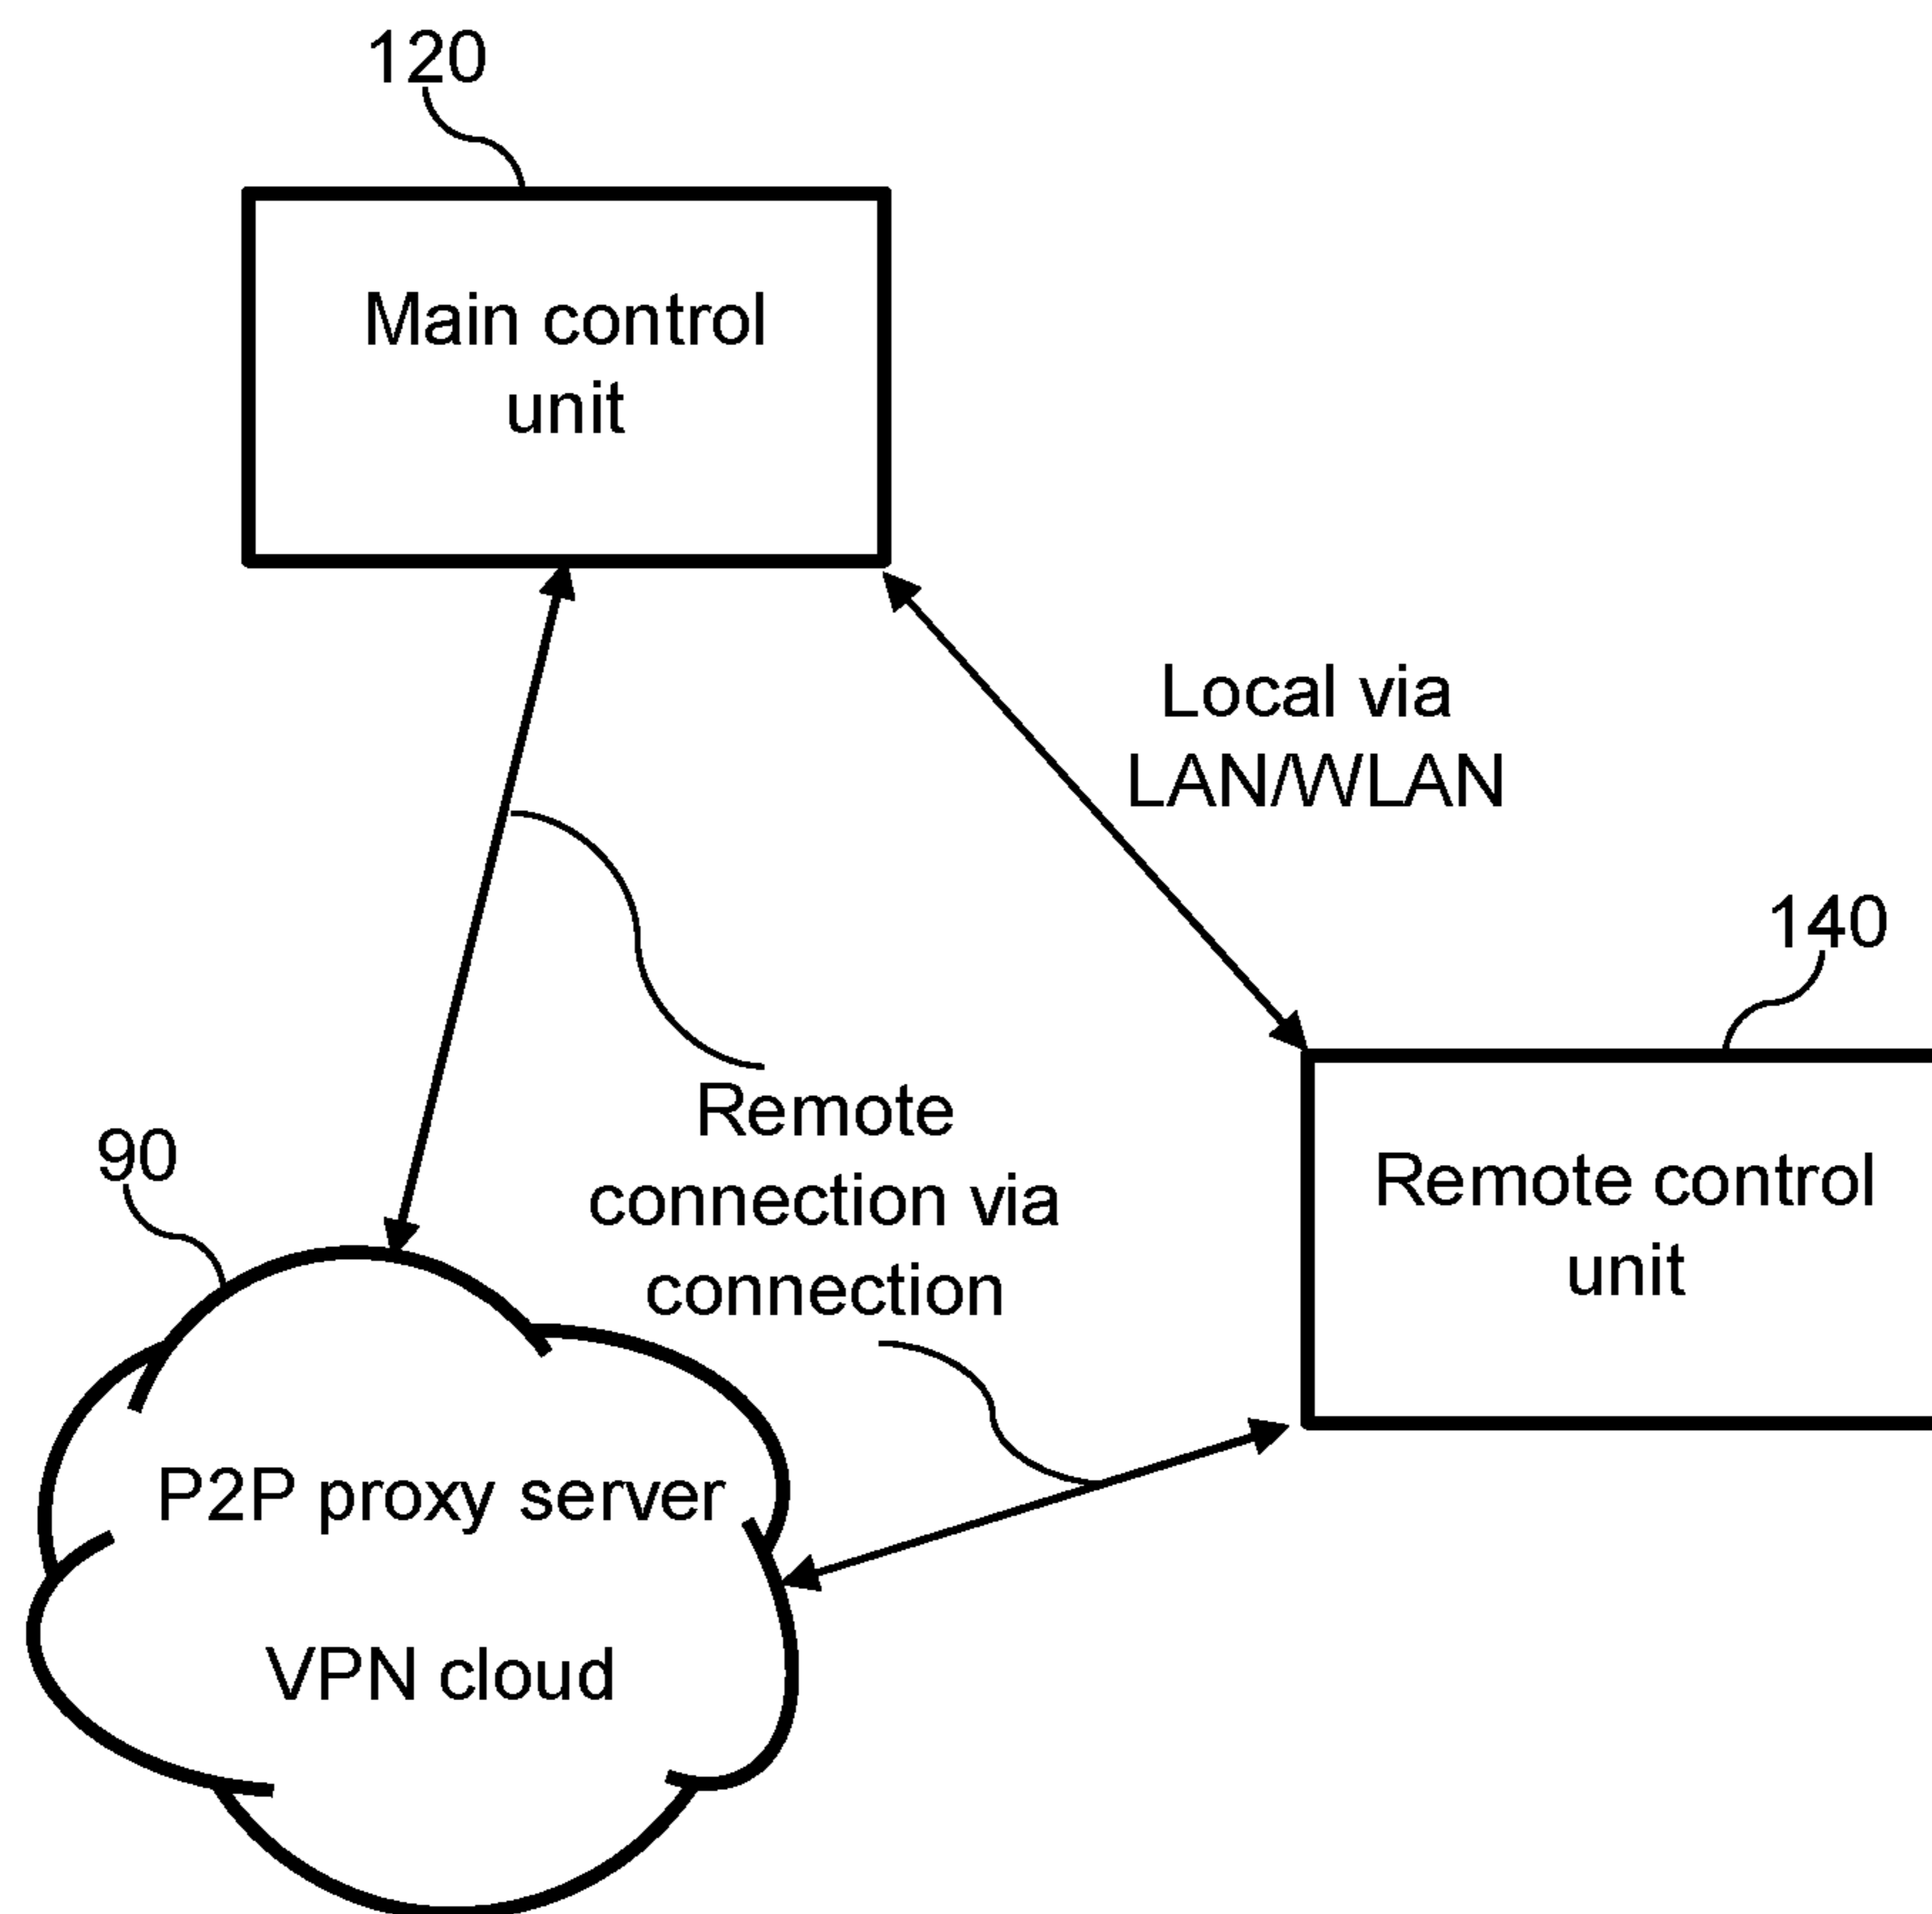 120
Main control
unit
Local via
LAN/WLAN
140
Remote
connection via
connection
90
Remote control
unit
P2P proxy server
VPN cloud